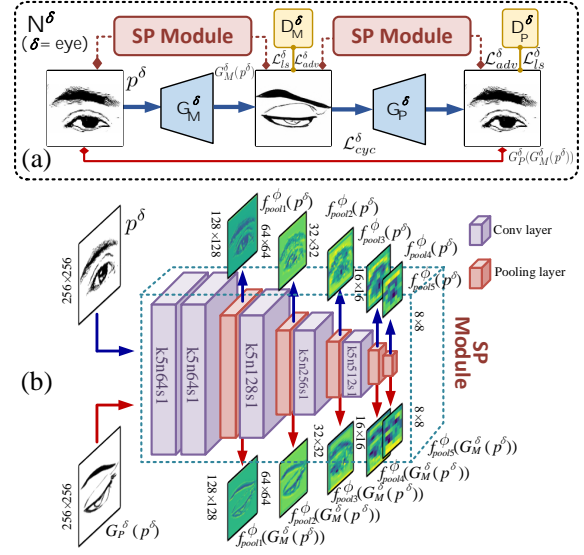 N^δ
(δ= eye)
SP Module
D_M^δ
SP Module
D_P^δ
p^δ
G_M^δ(p^δ)
ℒ_ls^δ ℒ_adv^δ
ℒ_adv^δ ℒ_ls^δ
G_M^δ
G_P^δ
ℒ_cyc^δ
G_P^δ(G_M^δ(p^δ))
(a)
p^δ
256×256
128×128
f_pool1^ϕ(p^δ)
64×64
f_pool2^ϕ(p^δ)
32×32
f_pool3^ϕ(p^δ)
16×16
f_pool4^ϕ(p^δ)
f_pool5^ϕ(p^δ)
8×8
Conv layer
Pooling layer
SP
Module
(b)
k5n64s1
k5n64s1
k5n128s1
k5n256s1
k5n512s1
256×256
G_P^δ(p^δ)
128×128
f_pool1^ϕ(G_M^δ(p^δ))
64×64
f_pool2^ϕ(G_M^δ(p^δ))
32×32
f_pool3^ϕ(G_M^δ(p^δ))
16×16
f_pool4^ϕ(G_M^δ(p^δ))
8×8
f_pool5^ϕ(G_M^δ(p^δ))